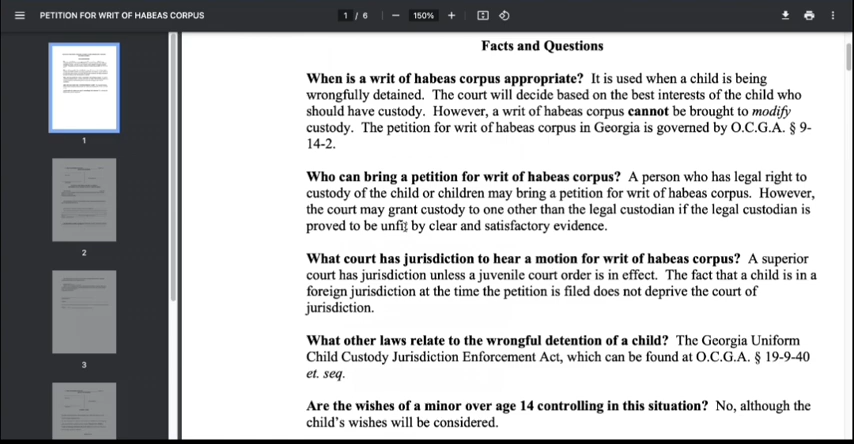 PETITION FOR WRIT OF HABEAS CORPUS
1 / 6
150%
Facts and Questions
When is a writ of habeas corpus appropriate? It is used when a child is being
wrongfully detained. The court will decide based on the best interests of the child who
should have custody. However, a writ of habeas corpus cannot be brought to modify
custody. The petition for writ of habeas corpus in Georgia is governed by O.C.G.A. § 9-
14-2.
Who can bring a petition for writ of habeas corpus? A person who has legal right to
custody of the child or children may bring a petition for writ of habeas corpus. However,
the court may grant custody to one other than the legal custodian if the legal custodian is
proved to be unfit by clear and satisfactory evidence.
What court has jurisdiction to hear a motion for writ of habeas corpus? A superior
court has jurisdiction unless a juvenile court order is in effect. The fact that a child is in a
foreign jurisdiction at the time the petition is filed does not deprive the court of
jurisdiction.
What other laws relate to the wrongful detention of a child? The Georgia Uniform
Child Custody Jurisdiction Enforcement Act, which can be found at O.C.G.A. § 19-9-40
et. seq.
Are the wishes of a minor over age 14 controlling in this situation? No, although the
child's wishes will be considered.
1
2
3